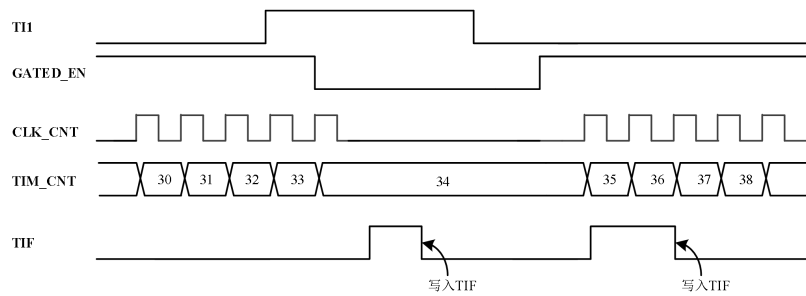 TI1
GATED_EN
CLK_CNT
TIM_CNT 30 31 32 33 34 35 36 37 38
TIF
写入TIF 写入TIF